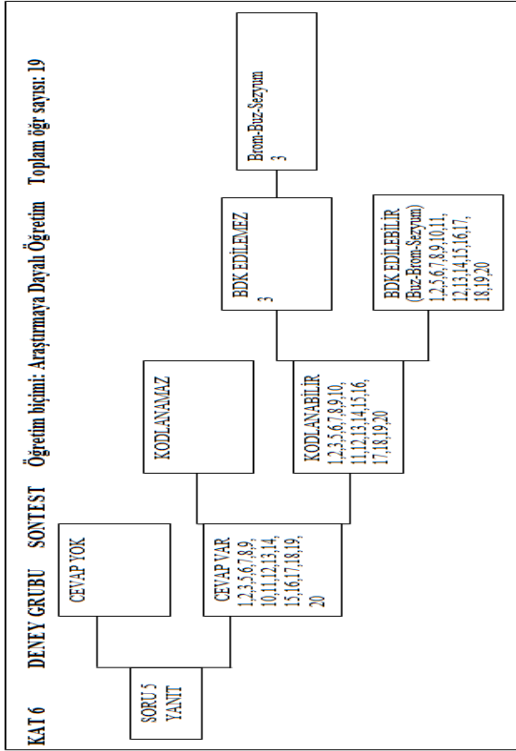 KAT 6 DENEY GRUBU SONTEST Öğretim biçimi: Araştırmaya Dayalı Öğretim Toplam öğr sayısı: 19
SORU 5
YANIT
CEVAP YOK
CEVAP VAR
1,2,3,5,6,7,8,9,
10,11,12,13,14,
15,16,17,18,19,
20
KODLANAMAZ
KODLANABİLİR
1,2,3,5,6,7,8,9,10,
11,12,13,14,15,16,
17,18,19,20
BDK EDİLEMEZ
3
BDK EDİLEBİLİR
(Buz-Brom-Sezyum)
1,2,5,6,7,8,9,10,11,
12,13,14,15,16,17,
18,19,20
Brom-Buz-Sezyum
3